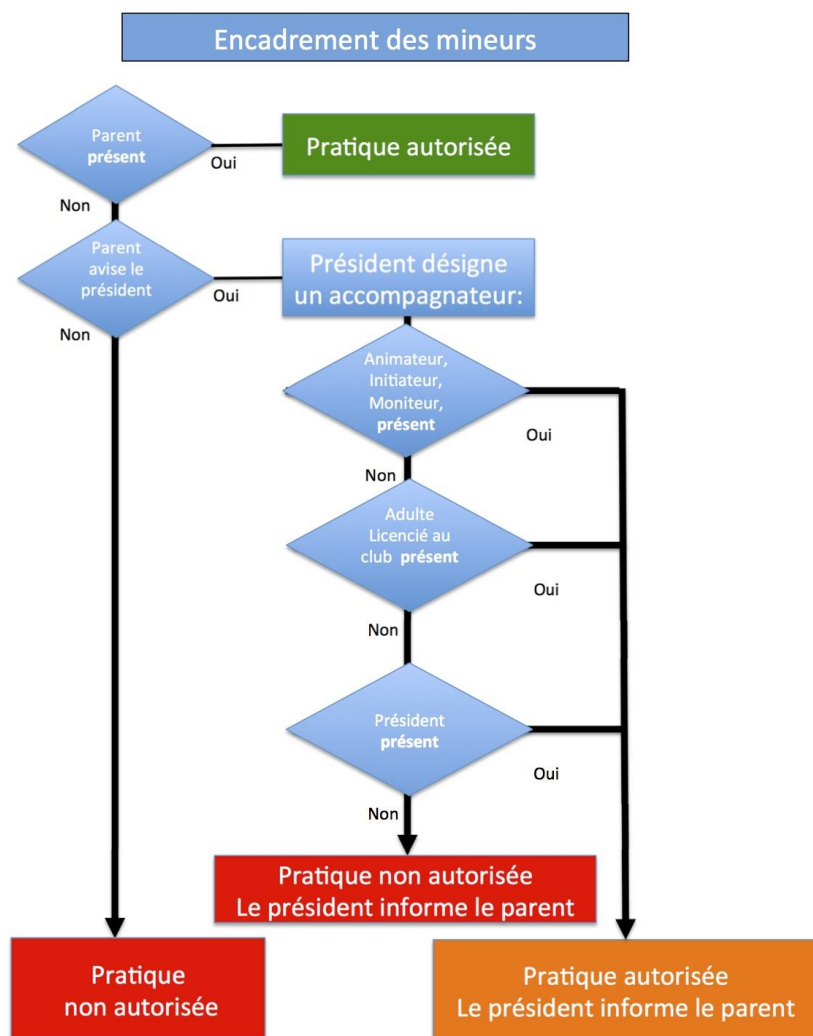 Encadrement des mineurs
Parent
présent
Oui
Pratique autorisée
Non
Parent
avise le
président
Oui
Président désigne
un accompagnateur:
Non
Animateur,
Initiateur,
Moniteur,
présent
Oui
Non
Adulte
Licencié au
club présent
Oui
Non
Président
présent
Oui
Non
Pratique non autorisée
Le président informe le parent
Pratique
non autorisée
Pratique autorisée
Le président informe le parent